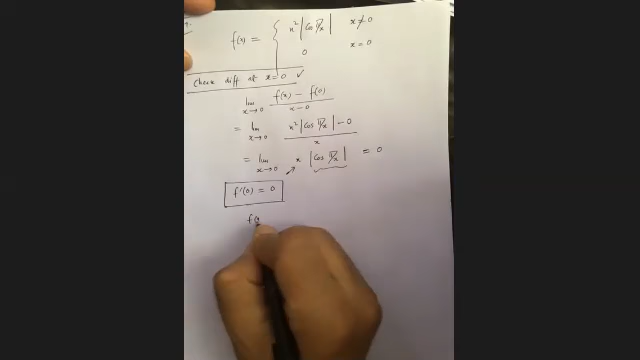 f(x) = { x² |Cos π/x| x ≠ 0
0 x = 0
Check diff at x = 0 ✓
lim x→0 f(x) − f(0) / x−0
= lim x→0 x² |Cos π/x| − 0 / x
= lim x→0 x |Cos π/x| = 0
f'(0) = 0